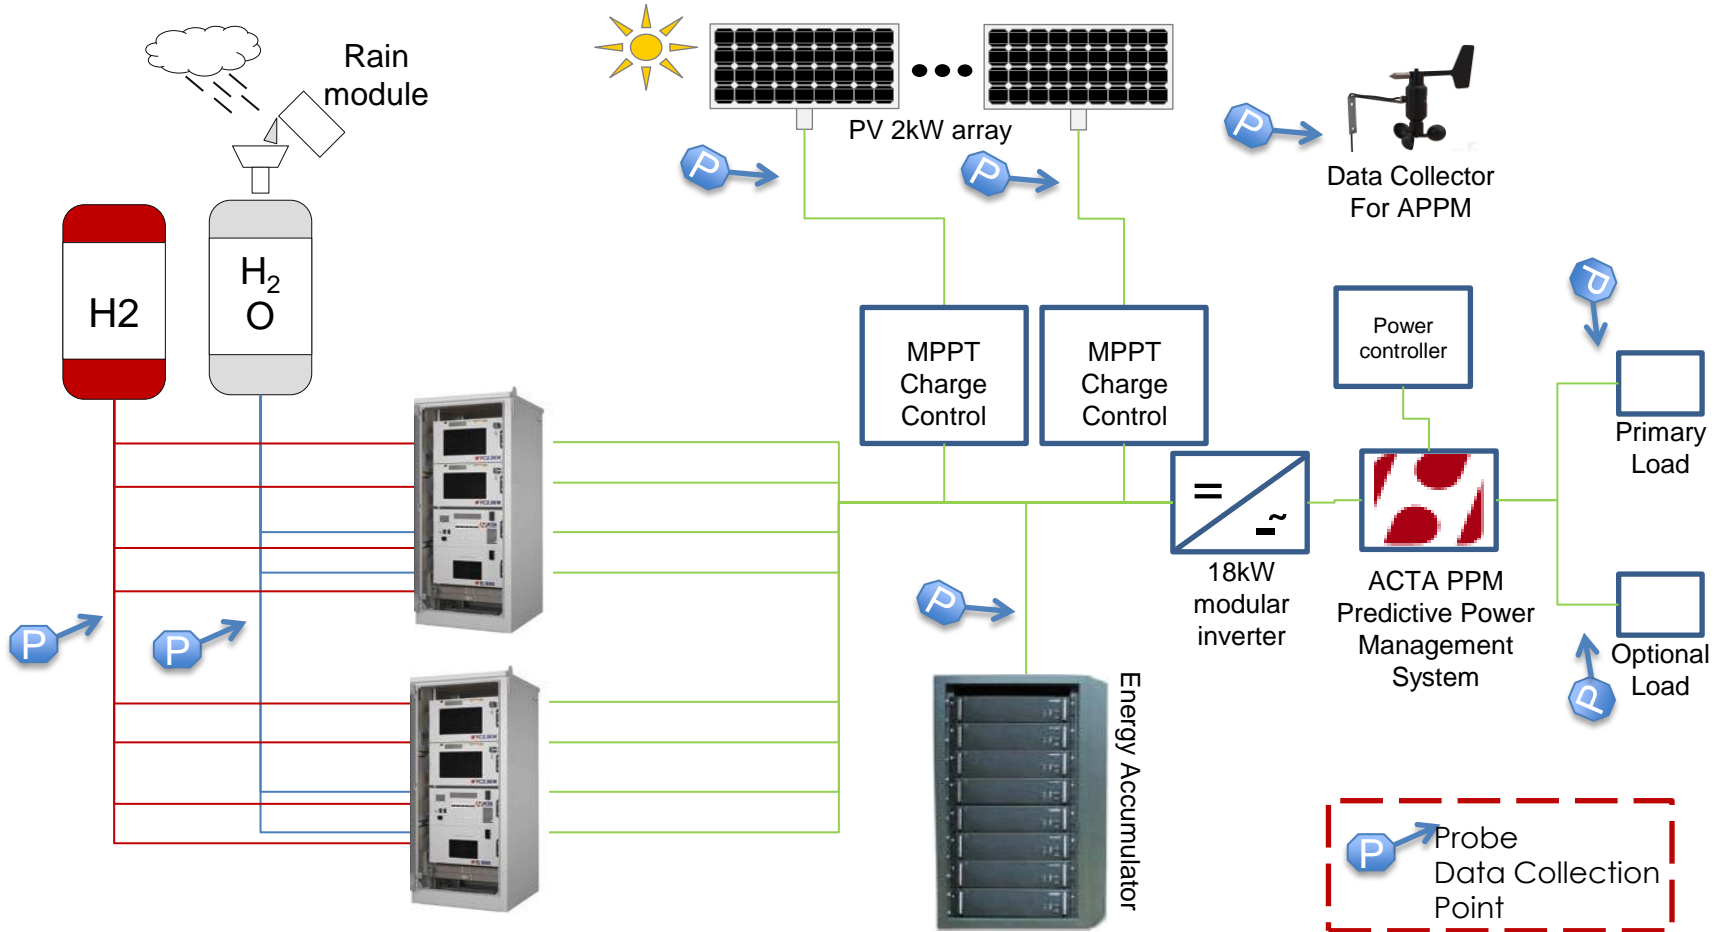 Rain
module
PV 2kW array
P
P
P
Data Collector
For APPM
H2
H2
O
P
MPPT
Charge
Control
MPPT
Charge
Control
Power
controller
Primary
Load
=
~
18kW
modular
inverter
ACTA PPM
Predictive Power
Management
System
P
P
P
Optional
Load
P
Energy Accumulator
P
Probe
Data Collection
Point